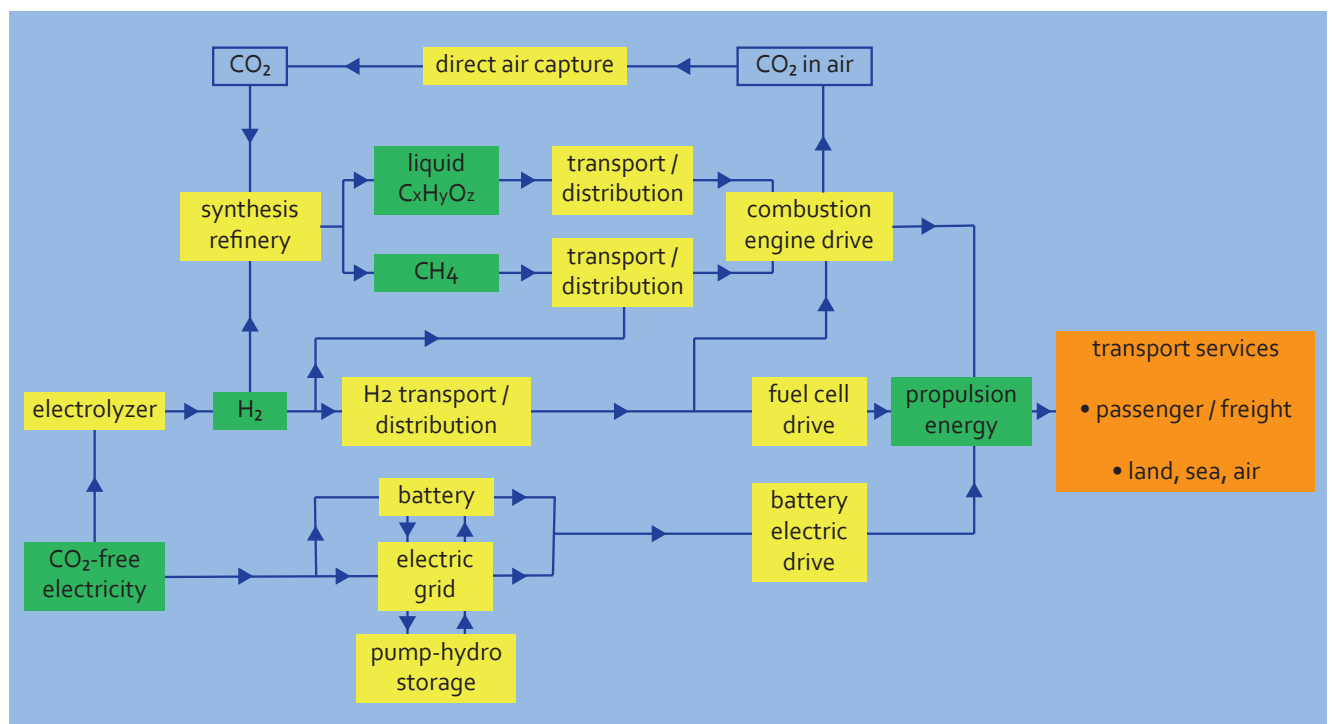 CO₂
direct air capture
CO₂ in air
liquid
CxHyOz
transport /
distribution
synthesis
refinery
combustion
engine drive
CH₄
transport /
distribution
transport services
• passenger / freight
• land, sea, air
electrolyzer
H₂
H2 transport /
distribution
fuel cell
drive
propulsion
energy
battery
battery
electric
drive
CO₂-free
electricity
electric
grid
pump-hydro
storage